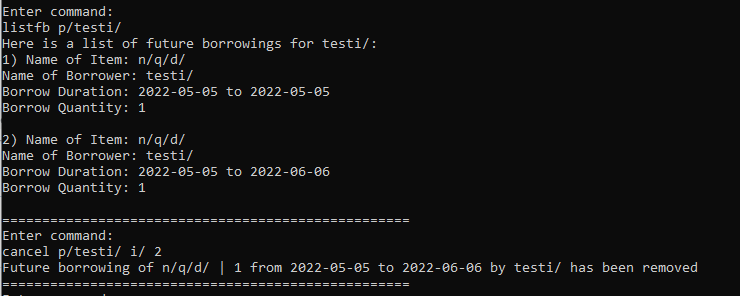 Enter command:
listfb p/testi/
Here is a list of future borrowings for testi/:
1) Name of Item: n/q/d/
Name of Borrower: testi/
Borrow Duration: 2022-05-05 to 2022-05-05
Borrow Quantity: 1
2) Name of Item: n/q/d/
Name of Borrower: testi/
Borrow Duration: 2022-05-05 to 2022-06-06
Borrow Quantity: 1
===================================================
Enter command:
cancel p/testi/ i/ 2
Future borrowing of n/q/d/ | 1 from 2022-05-05 to 2022-06-06 by testi/ has been removed
===================================================